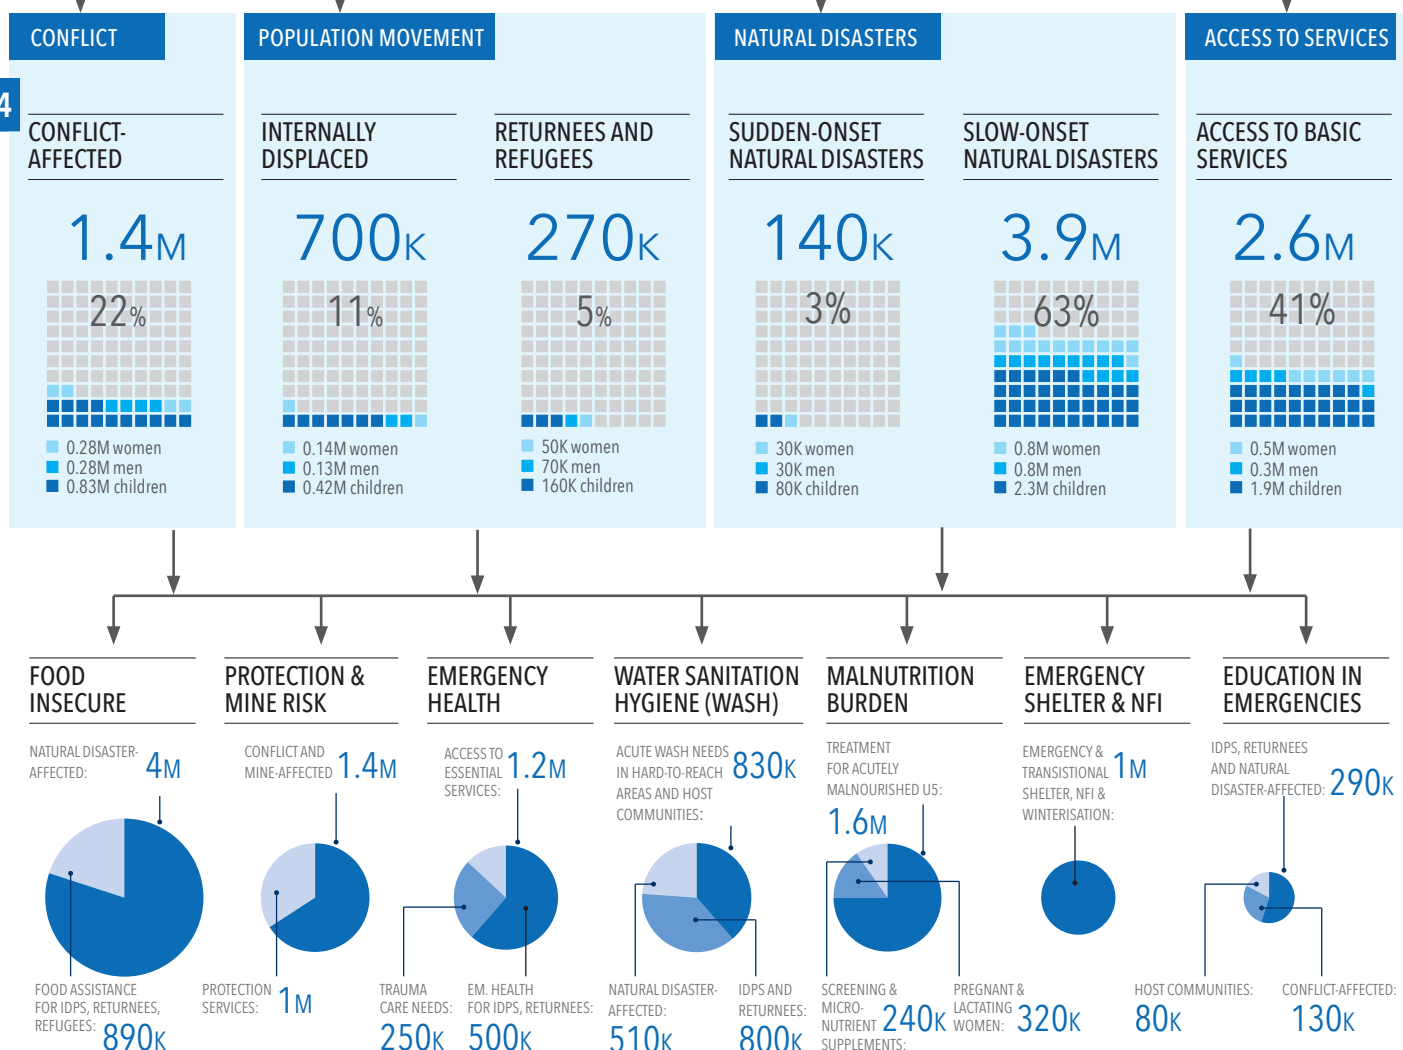 CONFLICT
POPULATION MOVEMENT
NATURAL DISASTERS
ACCESS TO SERVICES
4
CONFLICT-
AFFECTED
1.4M
22%
0.28M women
0.28M men
0.83M children
INTERNALLY
DISPLACED
700K
11%
0.14M women
0.13M men
0.42M children
RETURNEES AND
REFUGEES
270K
5%
50K women
70K men
160K children
SUDDEN-ONSET
NATURAL DISASTERS
140K
3%
30K women
30K men
80K children
SLOW-ONSET
NATURAL DISASTERS
3.9M
63%
0.8M women
0.8M men
2.3M children
ACCESS TO BASIC
SERVICES
2.6M
41%
0.5M women
0.3M men
1.9M children
FOOD
INSECURE
NATURAL DISASTER-
AFFECTED: 4M
FOOD ASSISTANCE
FOR IDPS, RETURNEES,
REFUGEES: 890K
PROTECTION &
MINE RISK
CONFLICT AND
MINE-AFFECTED 1.4M
PROTECTION
SERVICES: 1M
EMERGENCY
HEALTH
ACCESS TO
ESSENTIAL
SERVICES: 1.2M
TRAUMA
CARE NEEDS:
250K
EM. HEALTH
FOR IDPS, RETURNEES:
500K
WATER SANITATION
HYGIENE (WASH)
ACUTE WASH NEEDS
IN HARD-TO-REACH
AREAS AND HOST
COMMUNITIES: 830K
NATURAL DISASTER-
AFFECTED:
510K
IDPS AND
RETURNEES:
800K
MALNUTRITION
BURDEN
TREATMENT
FOR ACUTELY
MALNOURISHED U5:
1.6M
SCREENING &
MICRO-
NUTRIENT
SUPPLEMENTS: 240K
PREGNANT &
LACTATING
WOMEN: 320K
EMERGENCY
SHELTER & NFI
EMERGENCY &
TRANSISTIONAL
SHELTER, NFI &
WINTERISATION: 1M
EDUCATION IN
EMERGENCIES
IDPS, RETURNEES
AND NATURAL
DISASTER-AFFECTED: 290K
HOST COMMUNITIES:
80K
CONFLICT-AFFECTED:
130K